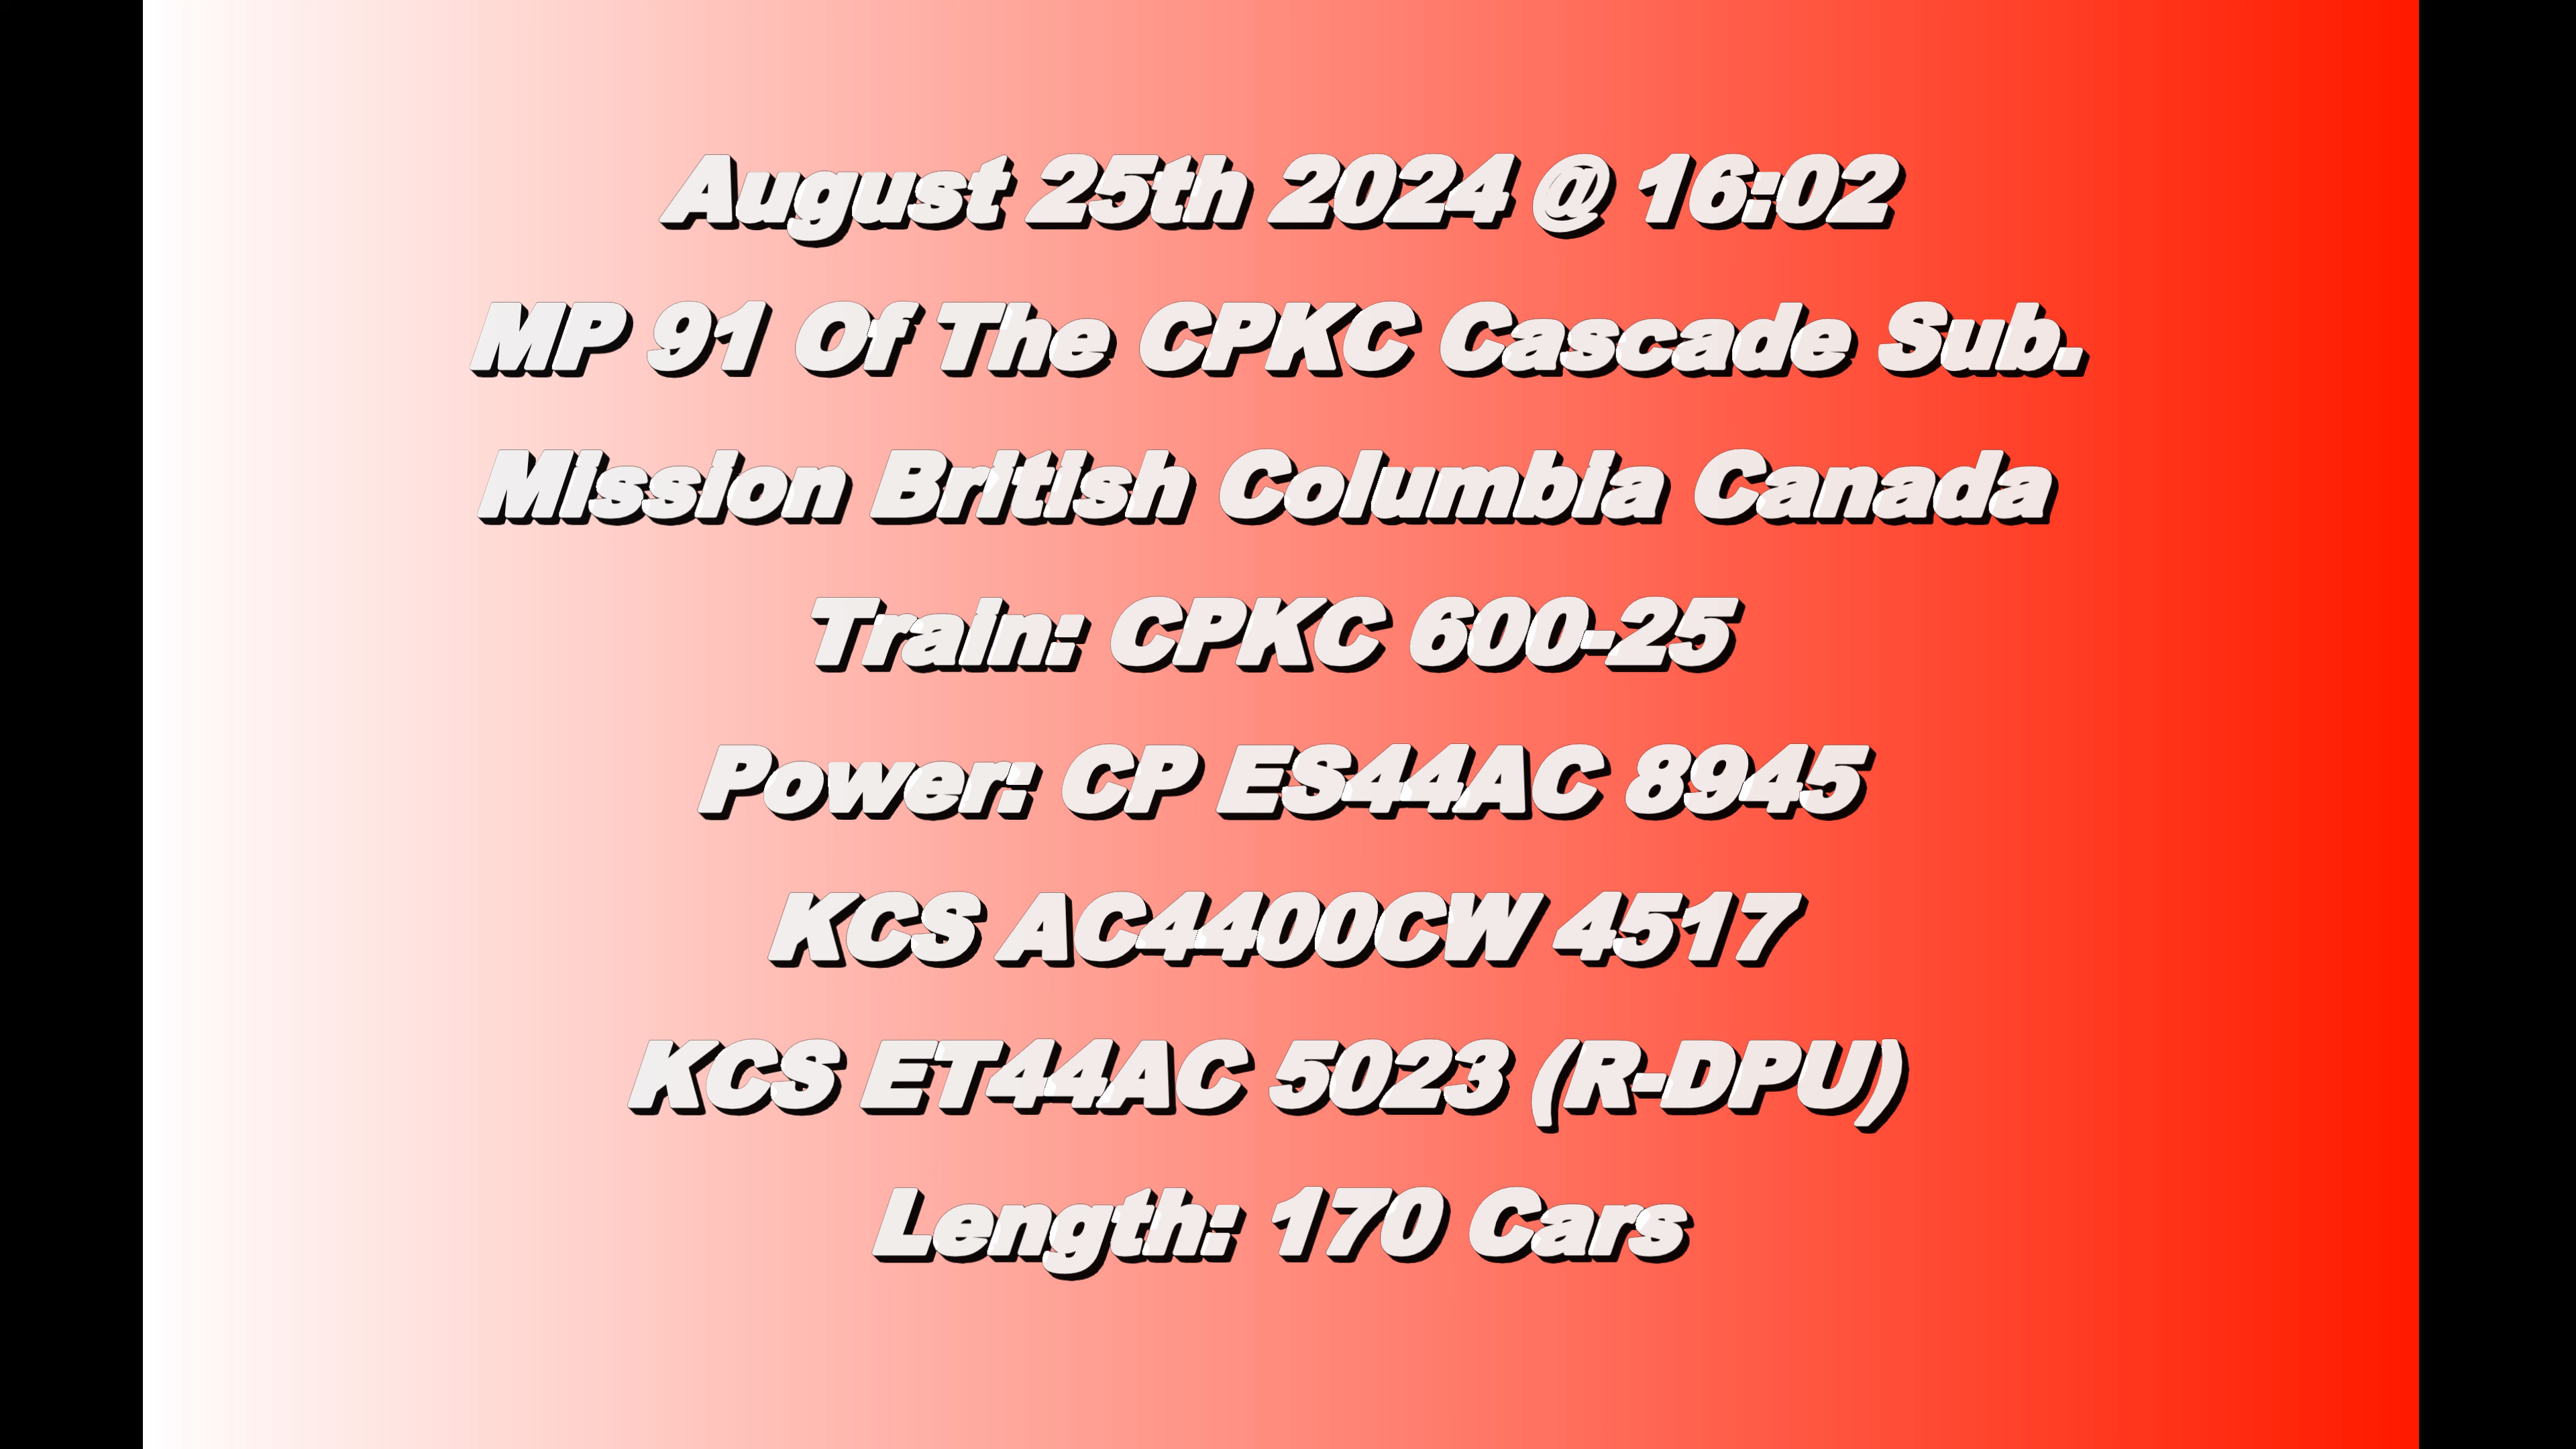 August 25th 2024 @ 16:02
MP 91 Of The CPKC Cascade Sub.
Mission British Columbia Canada
Train: CPKC 600-25
Power: CP ES44AC 8945
KCS AC4400CW 4517
KCS ET44AC 5023 (R-DPU)
Length: 170 Cars